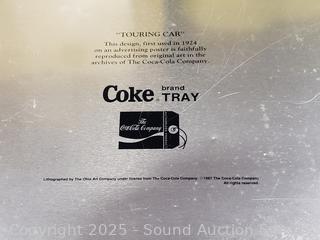 "TOURING CAR"
This design, first used in 1924
on an advertising poster is faithfully
reproduced from original art in the
archives of The Coca-Cola Company.
Coke brand
TRAY
The
Coca-Cola Company
Lithographed by The Ohio Art Company under license from The Coca-Cola Company. ©1987 The Coca-Cola Company
All rights reserved.
Copyright 2025 - Sound Auction Se